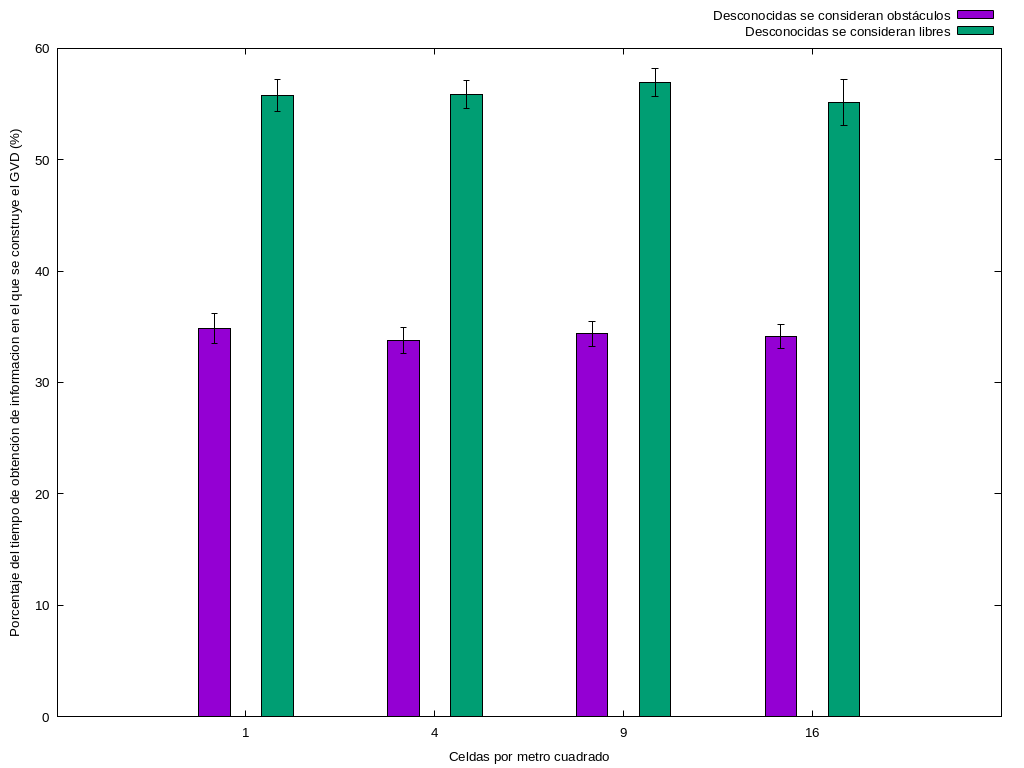 Desconocidas se consideran obstáculos
Desconocidas se consideran libres
Porcentaje del tiempo de obtención de informacion en el que se construye el GVD (%)
60
50
40
30
20
10
0
1
4
9
16
Celdas por metro cuadrado